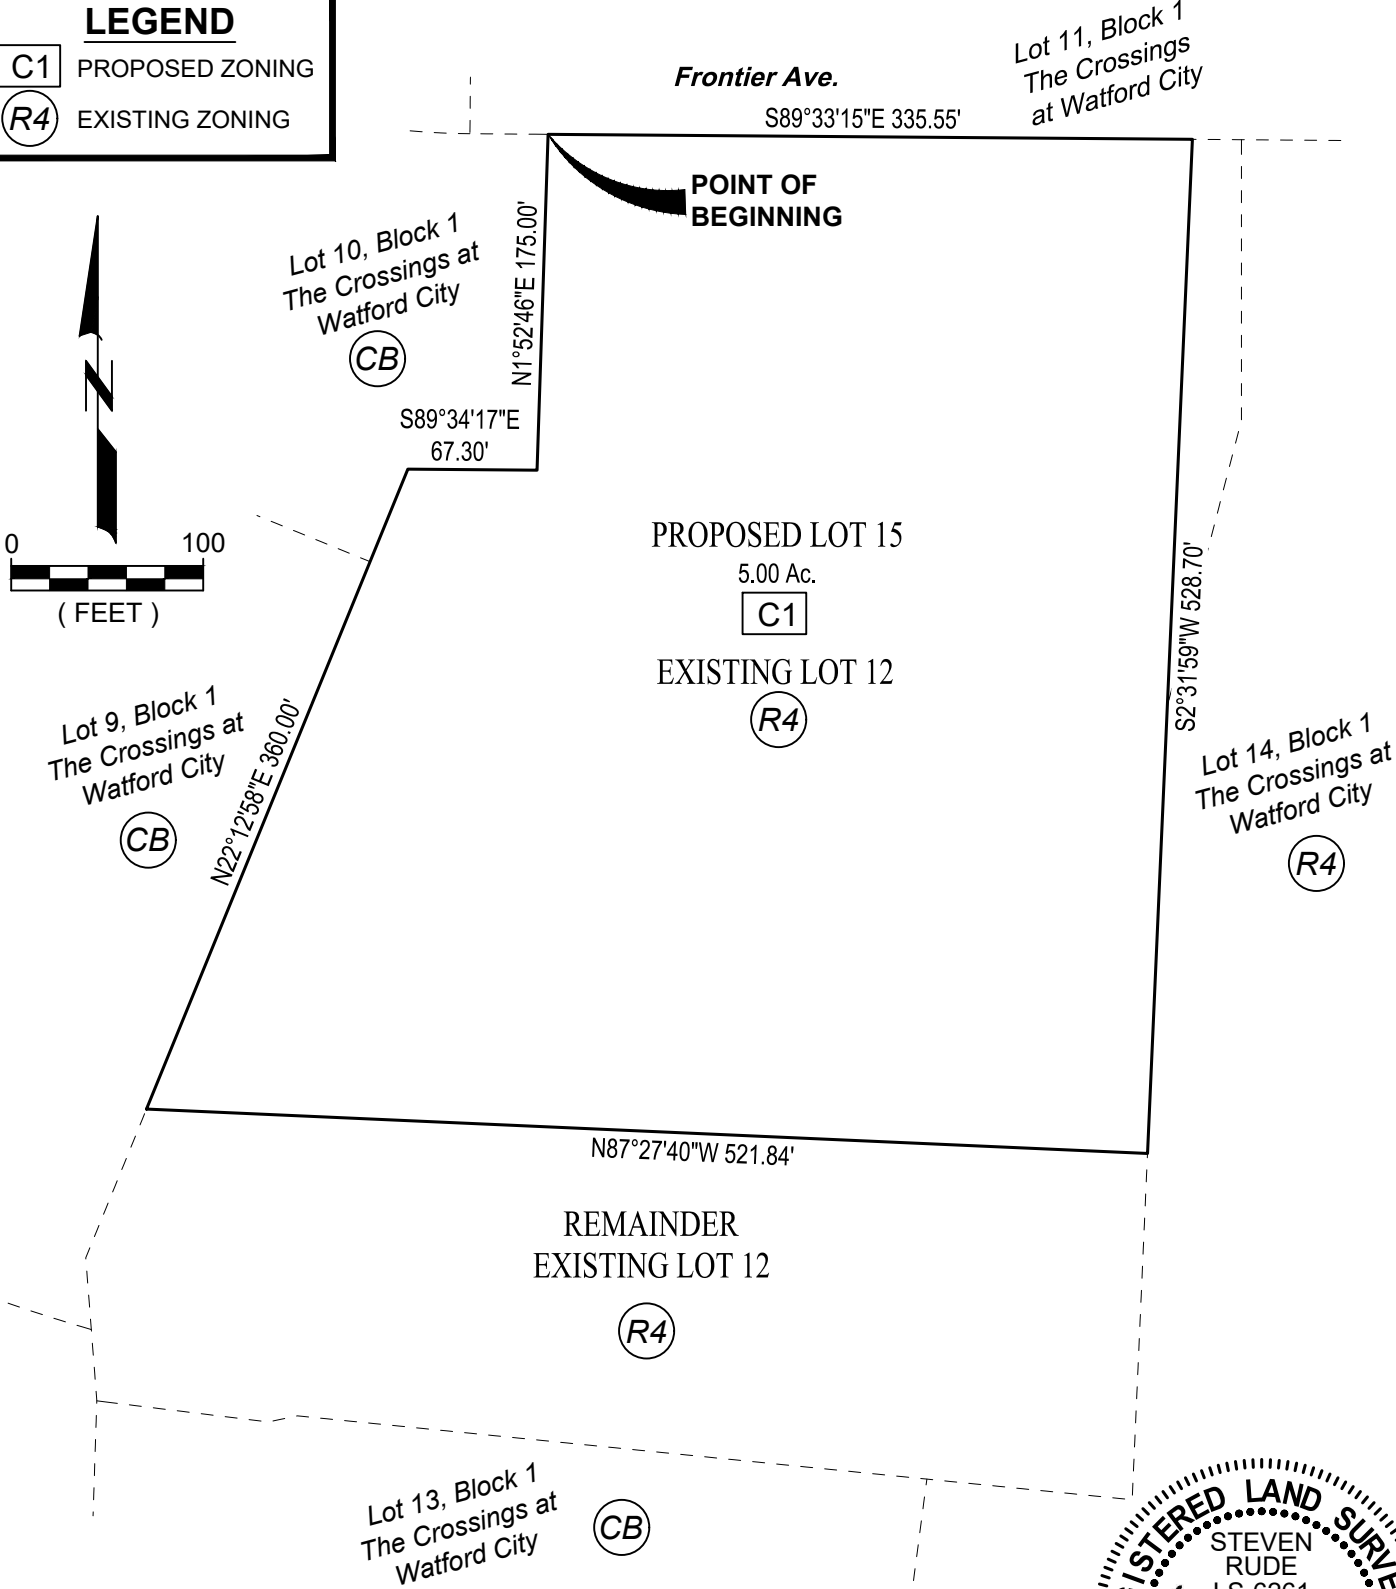 LEGEND
C1 PROPOSED ZONING
R4 EXISTING ZONING
Frontier Ave.
S89°33'15"E 335.55'
Lot 11, Block 1
The Crossings
at Watford City
POINT OF
BEGINNING
N1°52'46"E 175.00'
Lot 10, Block 1
The Crossings at
Watford City
CB
S89°34'17"E
67.30'
N
0 100
( FEET )
PROPOSED LOT 15
5.00 Ac.
C1
EXISTING LOT 12
R4
S2°31'59"W 528.70'
Lot 9, Block 1
The Crossings at
Watford City
CB
N22°12'58"E 360.00'
Lot 14, Block 1
The Crossings at
Watford City
R4
N87°27'40"W 521.84'
REMAINDER
EXISTING LOT 12
R4
Lot 13, Block 1
The Crossings at
Watford City
CB
ISTERED LAND SURVE
STEVEN
RUDE